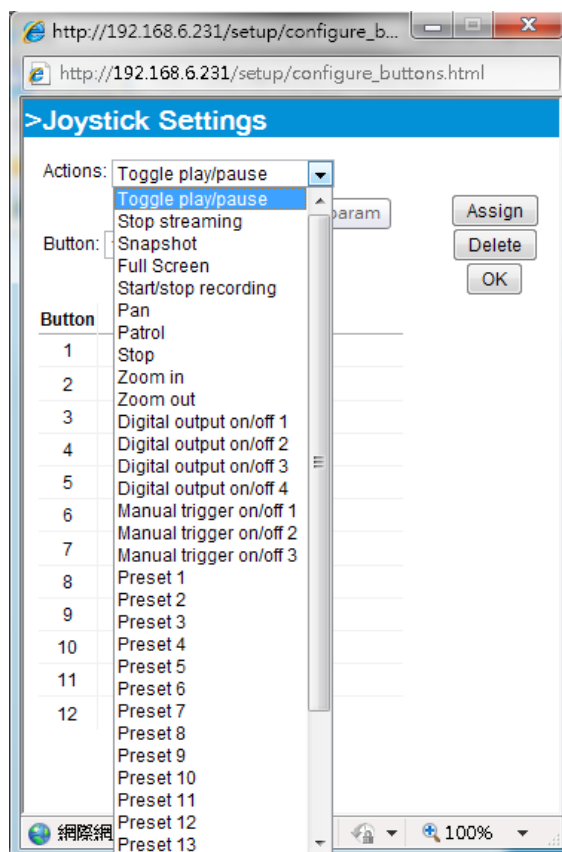 http://192.168.6.231/setup/configure_b...
http://192.168.6.231/setup/configure_buttons.html
>Joystick Settings
Actions: Toggle play/pause
Toggle play/pause
param
Assign
Stop streaming
Button:
Snapshot
Delete
Full Screen
OK
Start/stop recording
Button
Pan
Patrol
1
Stop
2
Zoom in
Zoom out
3
Digital output on/off 1
4
Digital output on/off 2
Digital output on/off 3
5
Digital output on/off 4
6
Manual trigger on/off 1
Manual trigger on/off 2
7
Manual trigger on/off 3
8
Preset 1
Preset 2
9
Preset 3
10
Preset 4
Preset 5
11
Preset 6
12
Preset 7
Preset 8
Preset 9
Preset 10
Preset 11
Preset 12
網際網
100%
Preset 13